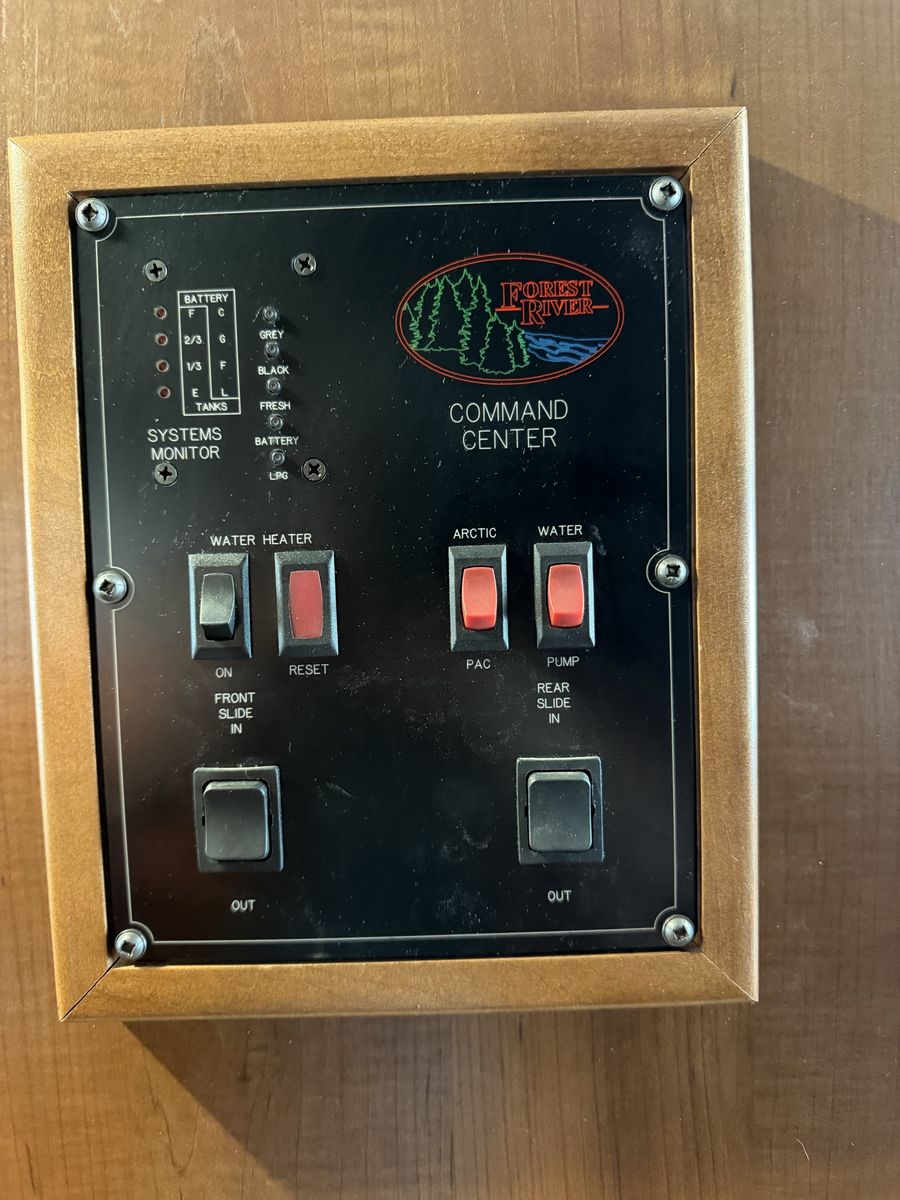 BATTERY
F C
2/3 G
1/3 F
E L
TANKS
SYSTEMS
MONITOR
GREY
BLACK
FRESH
BATTERY
LPG
FOREST
RIVER
COMMAND
CENTER
WATER HEATER
ON
RESET
ARCTIC
PAC
WATER
PUMP
FRONT
SLIDE
IN
OUT
REAR
SLIDE
IN
OUT